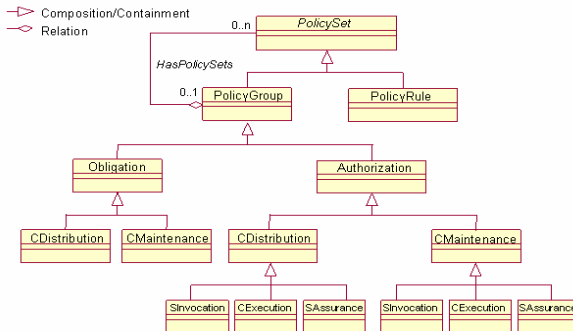 Composition/Containment
Relation
PolicySet
0..n
HasPolicySets
0..1
PolicyGroup
PolicyRule
Obligation
Authorization
CDistribution
CMaintenance
CDistribution
CMaintenance
SInvocation
CExecution
SAssurance
SInvocation
CExecution
SAssurance